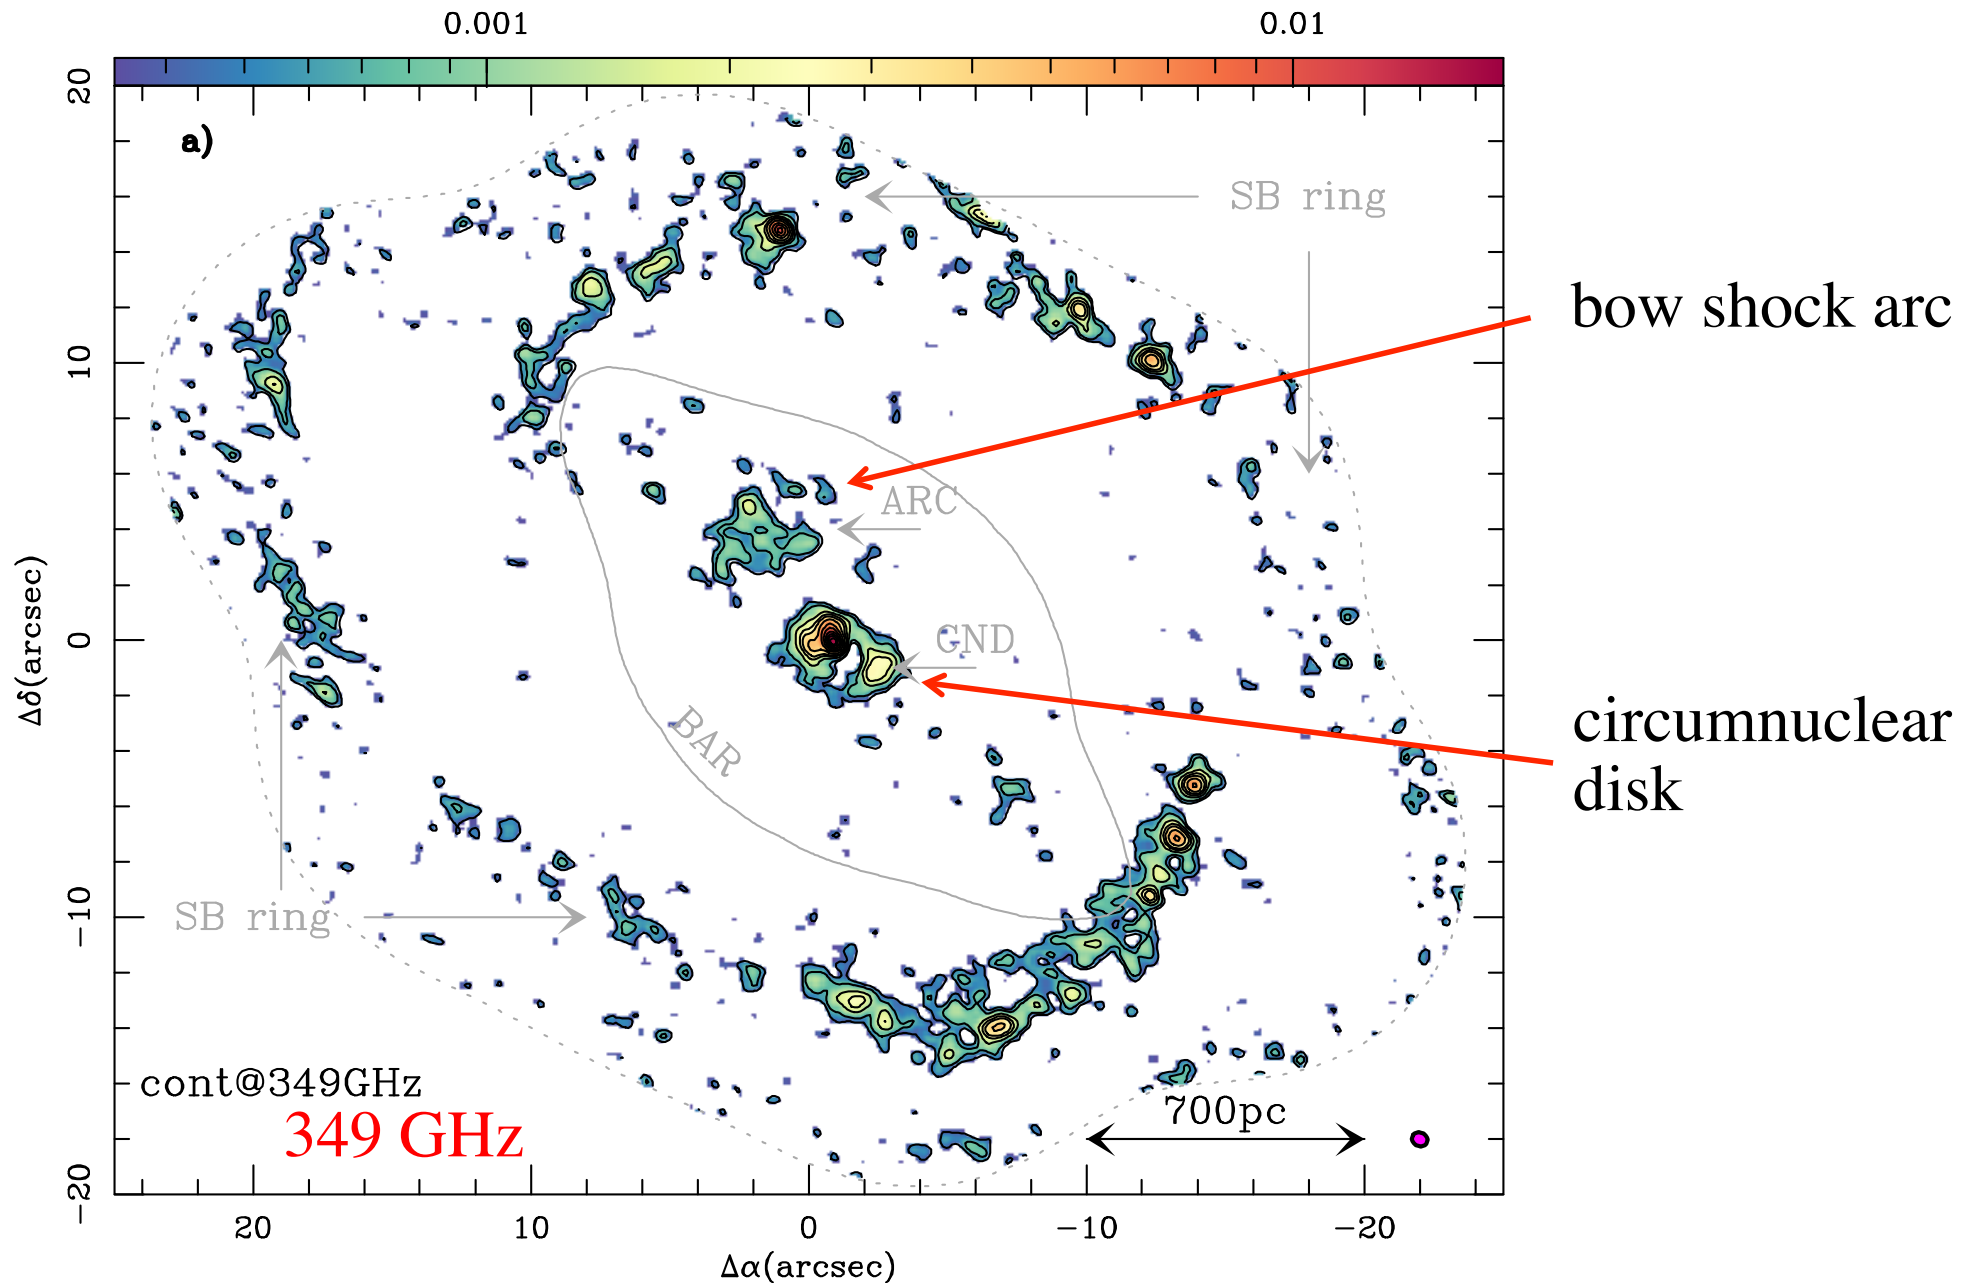 0.001 0.01
20
a)
SB ring
bow shock arc
10
ARC
0
CND
BAR
circumnuclear
disk
-10
SB ring
cont@349GHz
349 GHz
700pc
-20
20 10 0 -10 -20
Δα(arcsec)
Δδ(arcsec)